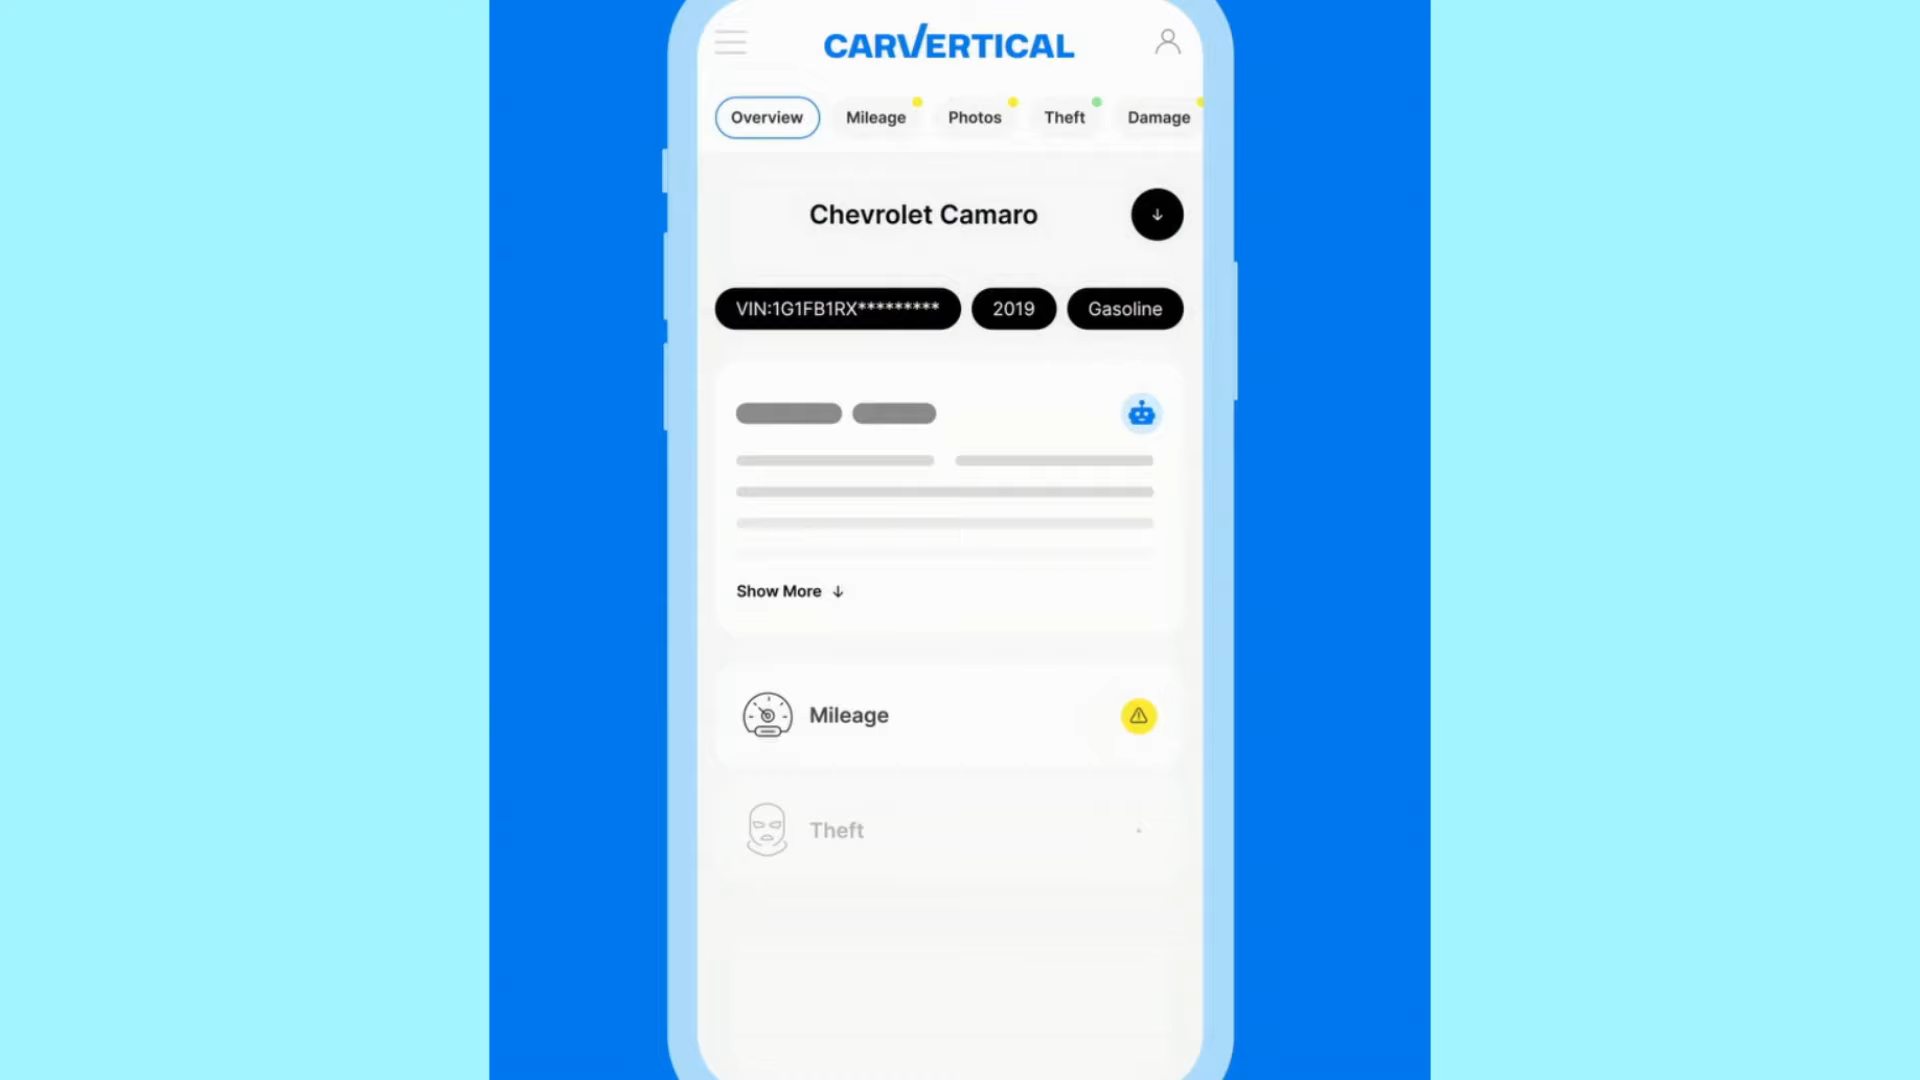 CARVERTICAL
Overview Mileage Photos Theft Damage
Chevrolet Camaro
VIN:1G1FB1RX********* 2019 Gasoline
Show More
Mileage
Theft